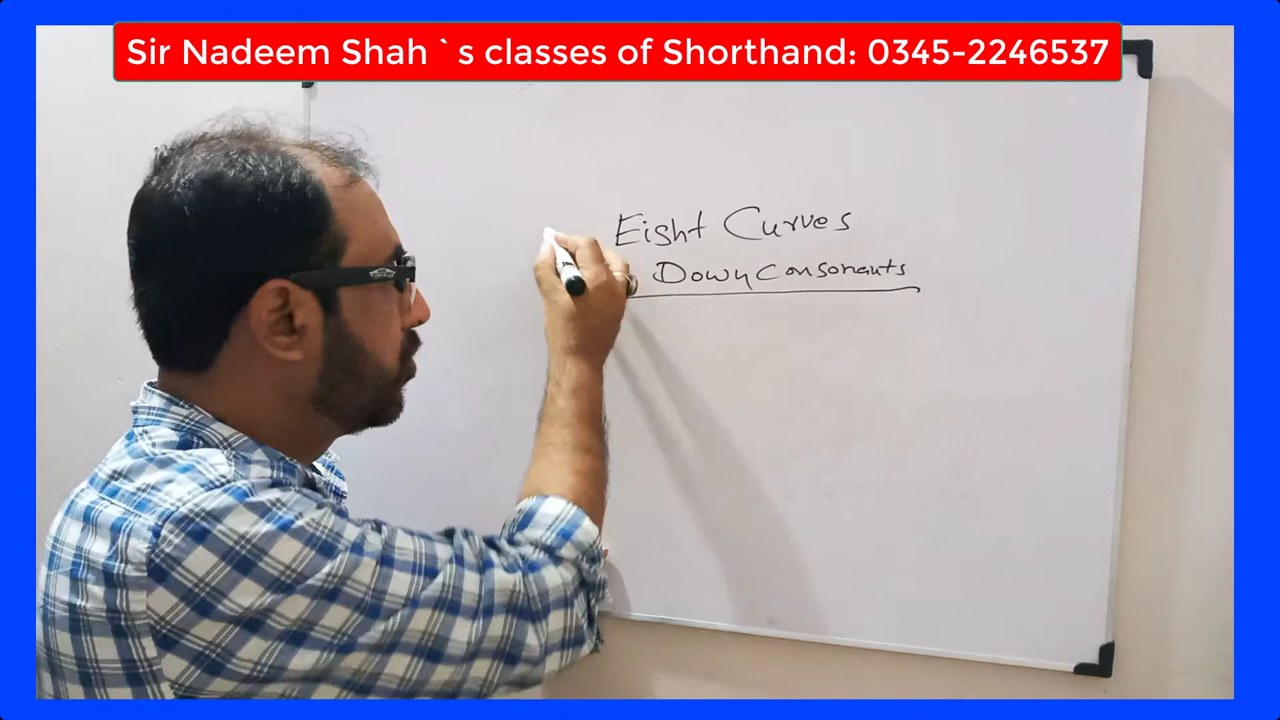 Sir Nadeem Shah `s classes of Shorthand: 0345-2246537
Eight Curves
Down Consonants